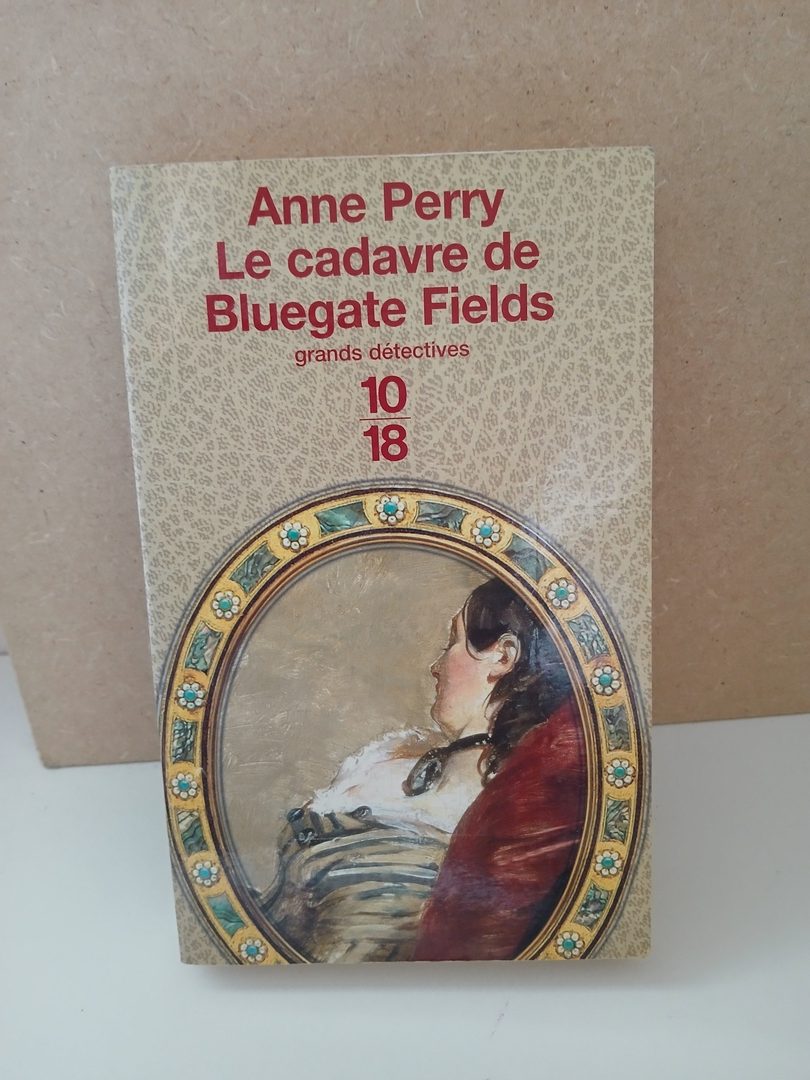 Anne Perry
Le cadavre de
Bluegate Fields
grands détectives
10
18